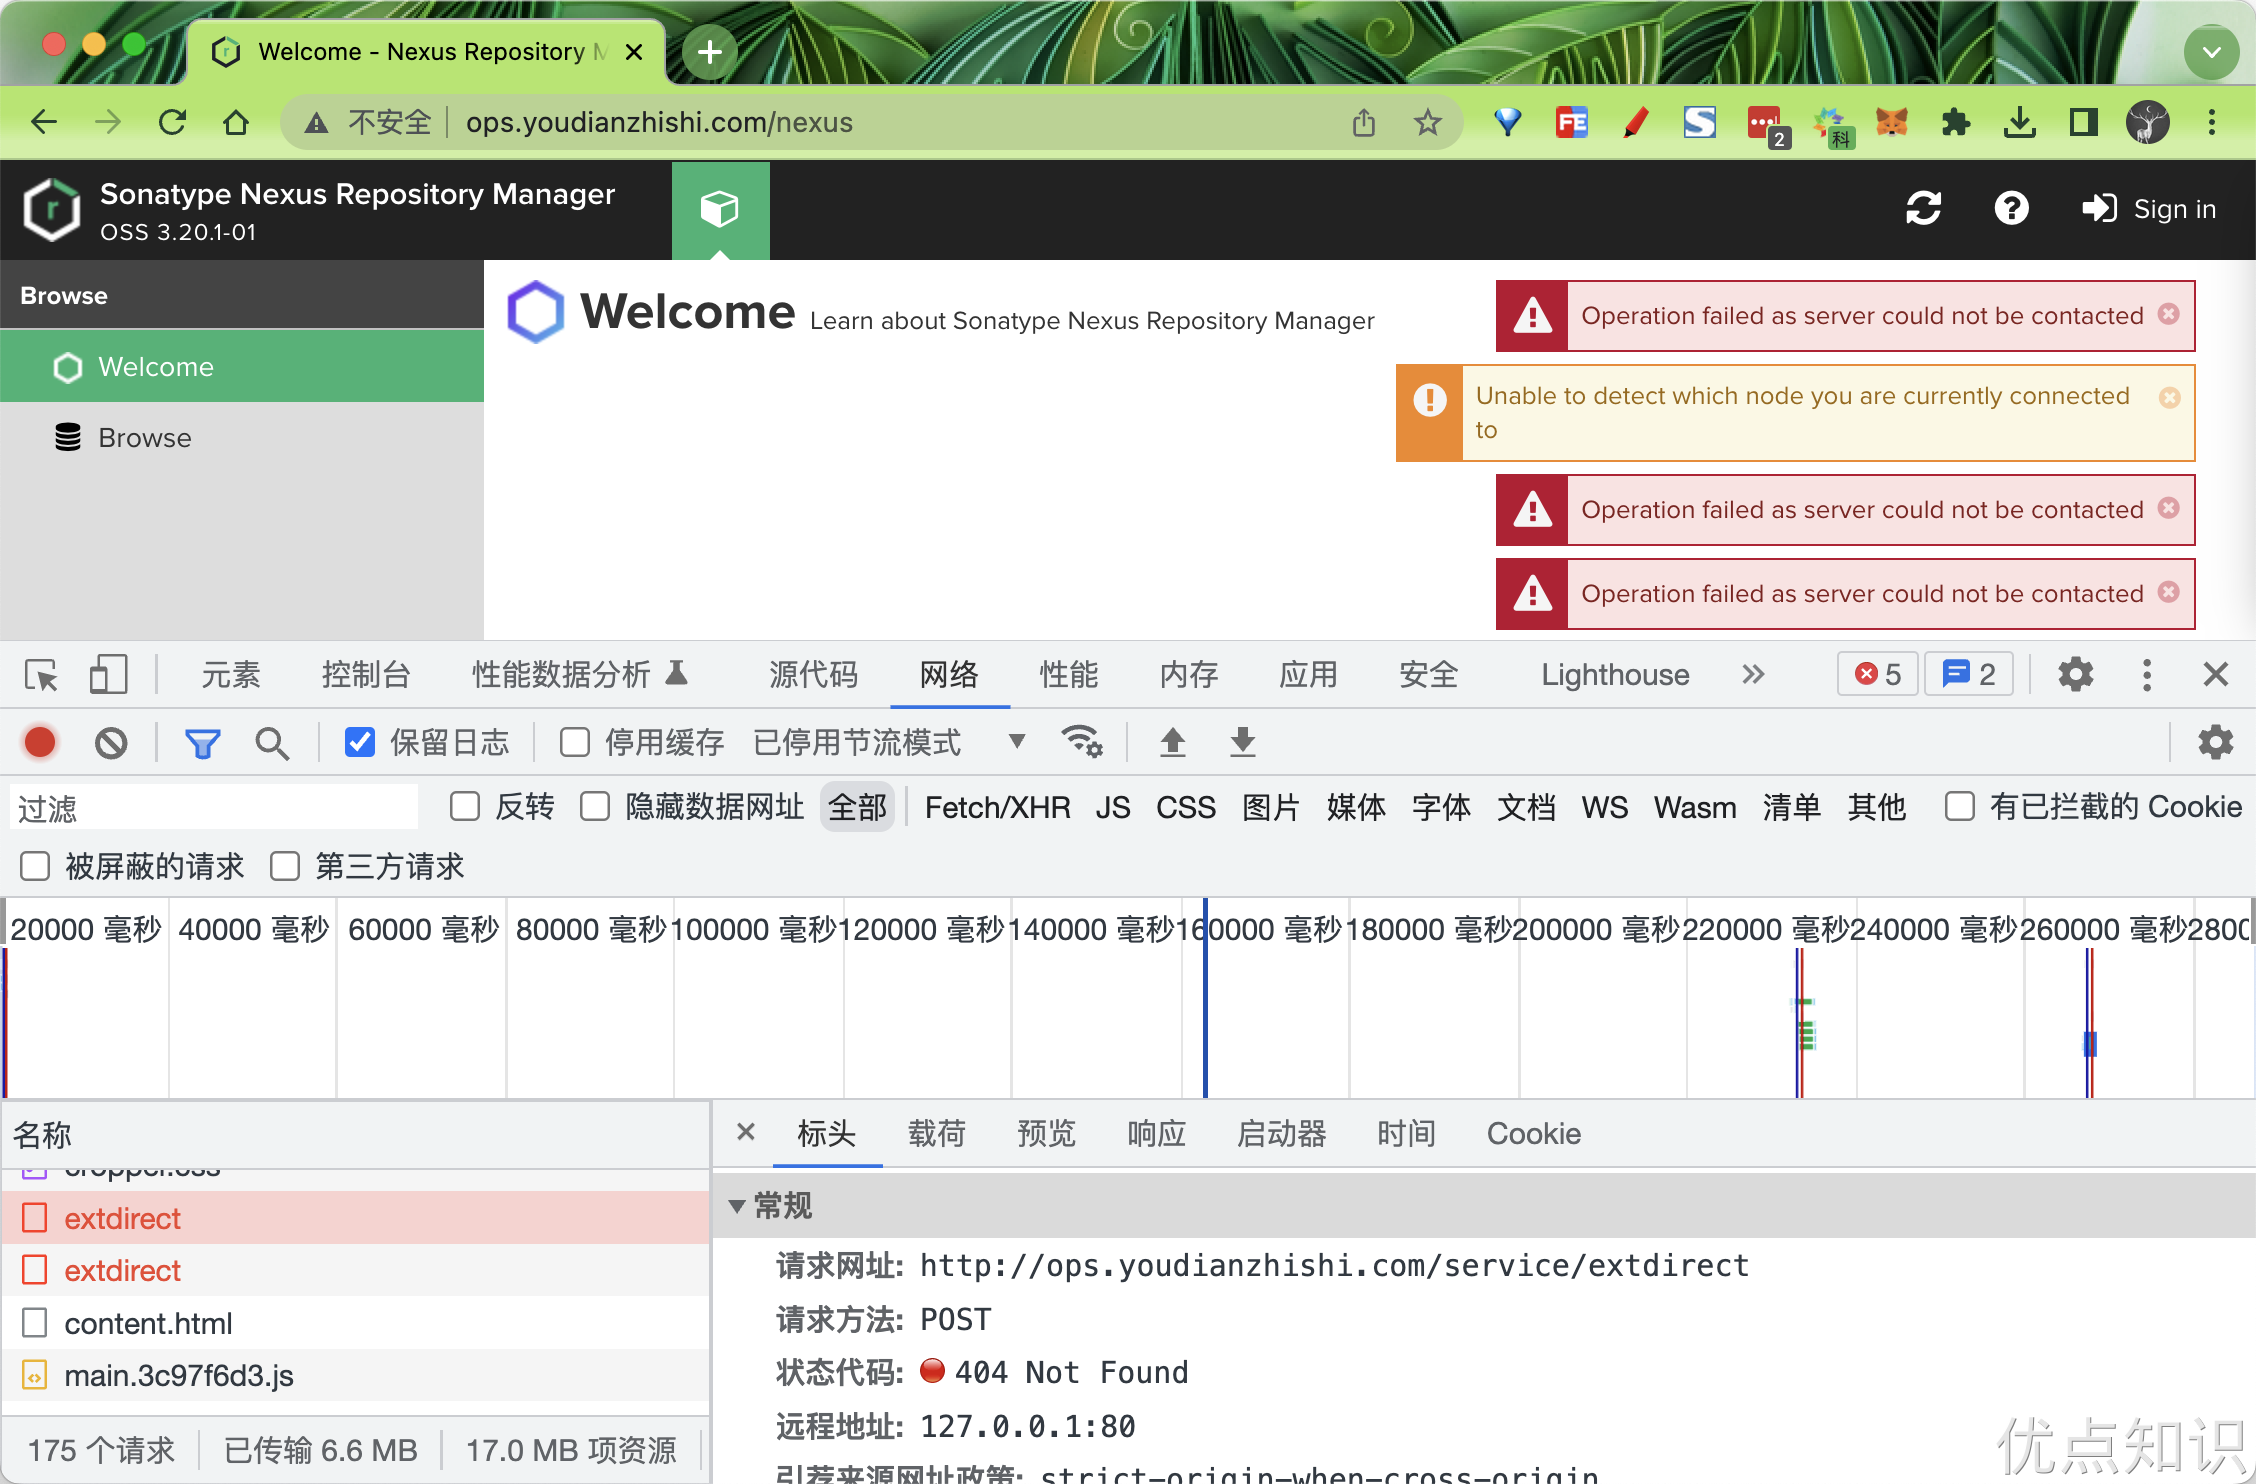 Welcome - Nexus Repository M
不安全 ops.youdianzhishi.com/nexus
FE
2
科
Sonatype Nexus Repository Manager
OSS 3.20.1-01
Sign in
Browse
Welcome
Browse
Welcome Learn about Sonatype Nexus Repository Manager
Operation failed as server could not be contacted
Unable to detect which node you are currently connected
to
Operation failed as server could not be contacted
Operation failed as server could not be contacted
元素 控制台 性能数据分析 源代码 网络 性能 内存 应用 安全 Lighthouse 5 2
保留日志 停用缓存 已停用节流模式
过滤 反转 隐藏数据网址 全部 Fetch/XHR JS CSS 图片 媒体 字体 文档 WS Wasm 清单 其他 有已拦截的 Cookie
被屏蔽的请求 第三方请求
20000 毫秒 40000 毫秒 60000 毫秒 80000 毫秒 100000 毫秒 120000 毫秒 140000 毫秒 160000 毫秒 180000 毫秒 200000 毫秒 220000 毫秒 240000 毫秒 260000 毫秒 2800
名称
cropper.css
extdirect
extdirect
content.html
main.3c97f6d3.js
175 个请求 已传输 6.6 MB 17.0 MB 项资源
标头 载荷 预览 响应 启动器 时间 Cookie
常规
请求网址: http://ops.youdianzhishi.com/service/extdirect
请求方法: POST
状态代码: 404 Not Found
远程地址: 127.0.0.1:80
引荐来源网址政策: strict-origin-when-cross-origin
优点知识